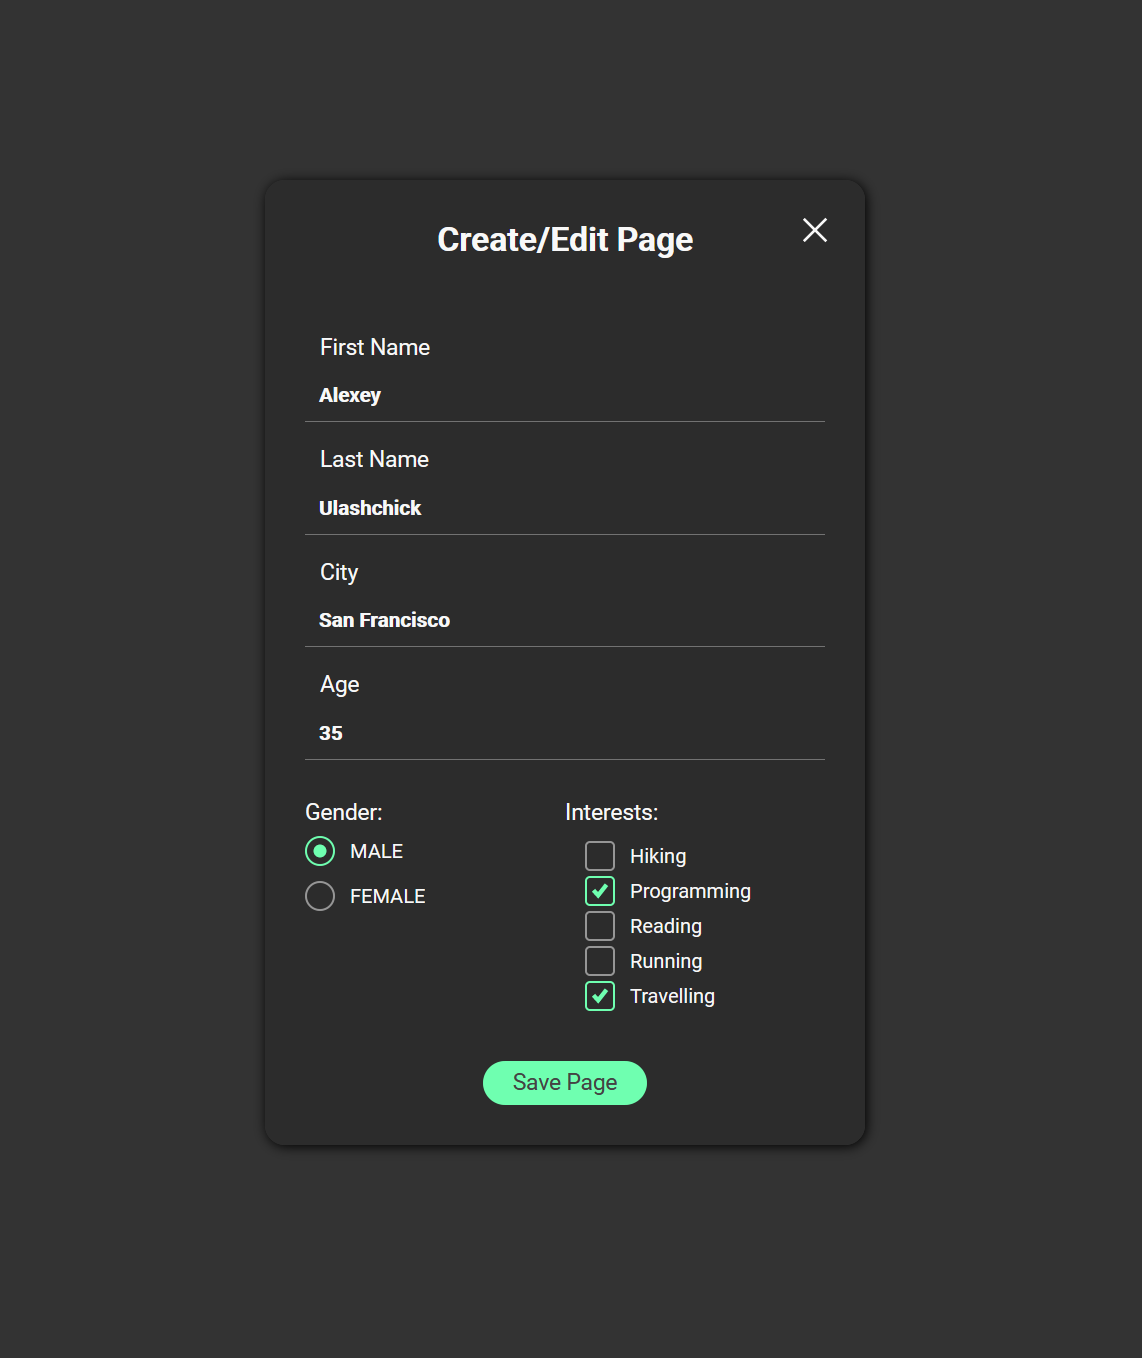 Create/Edit Page
First Name
Alexey
Last Name
Ulashchick
City
San Francisco
Age
35
Gender:
MALE
FEMALE
Interests:
Hiking
Programming
Reading
Running
Travelling
Save Page